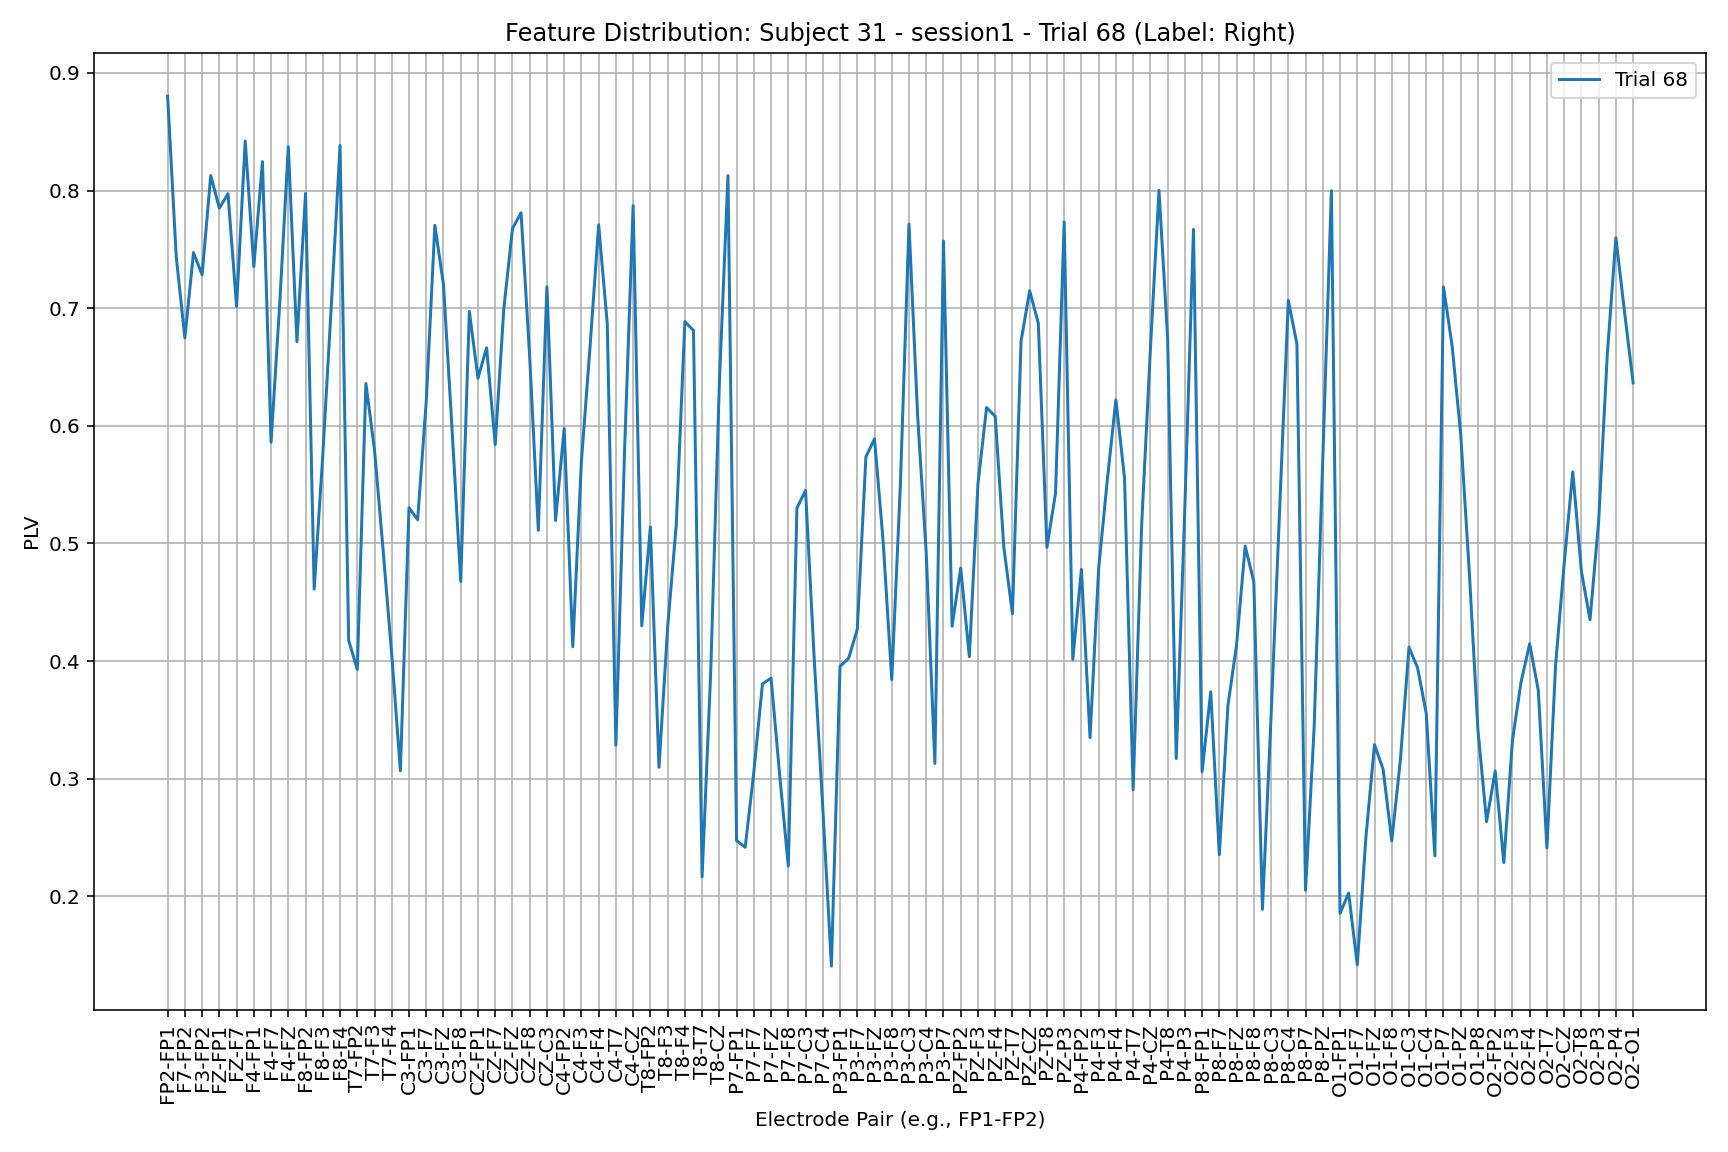 Feature Distribution: Subject 31 - session1 - Trial 68 (Label: Right)
Trial 68
0.9
0.8
0.7
0.6
0.5
0.4
0.3
0.2
PLV
FP2-FP1
F7-FP2
F3-FP2
FZ-FP1
FZ-F7
F4-FP1
F4-F7
F4-FZ
F8-FP2
F8-F3
F8-F4
T7-FP2
T7-F3
T7-F4
C3-FP1
C3-F7
C3-FZ
C3-F8
CZ-FP1
CZ-F7
CZ-FZ
CZ-F8
CZ-C3
C4-FP2
C4-F3
C4-F4
C4-T7
C4-CZ
T8-FP2
T8-F3
T8-F4
T8-T7
T8-CZ
P7-FP1
P7-F7
P7-FZ
P7-F8
P7-C3
P7-C4
P3-FP1
P3-F7
P3-FZ
P3-F8
P3-C3
P3-C4
P3-P7
PZ-FP2
PZ-F3
PZ-F4
PZ-T7
PZ-CZ
PZ-T8
PZ-P3
P4-FP2
P4-F3
P4-F4
P4-T7
P4-CZ
P4-T8
P4-P3
P8-FP1
P8-F7
P8-FZ
P8-F8
P8-C3
P8-C4
P8-P7
P8-PZ
O1-FP1
O1-F7
O1-FZ
O1-F8
O1-C3
O1-C4
O1-P7
O1-PZ
O1-P8
O2-FP2
O2-F3
O2-F4
O2-T7
O2-CZ
O2-T8
O2-P3
O2-P4
O2-O1
Electrode Pair (e.g., FP1-FP2)